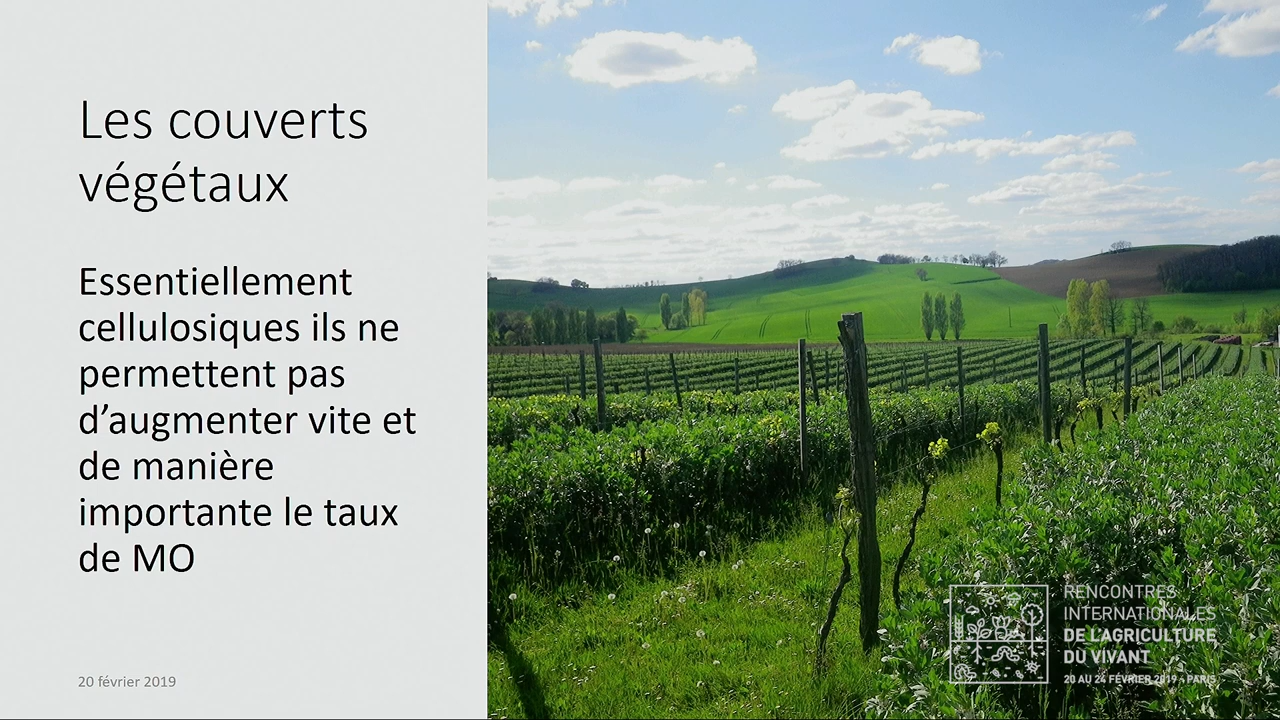 Les couverts
végétaux
Essentiellement
cellulosiques ils ne
permettent pas
d’augmenter vite et
de manière
importante le taux
de MO
20 février 2019
RENCONTRES
INTERNATIONALES
DE L'AGRICULTURE
DU VIVANT
20 AU 24 FÉVRIER 2019 - PARIS